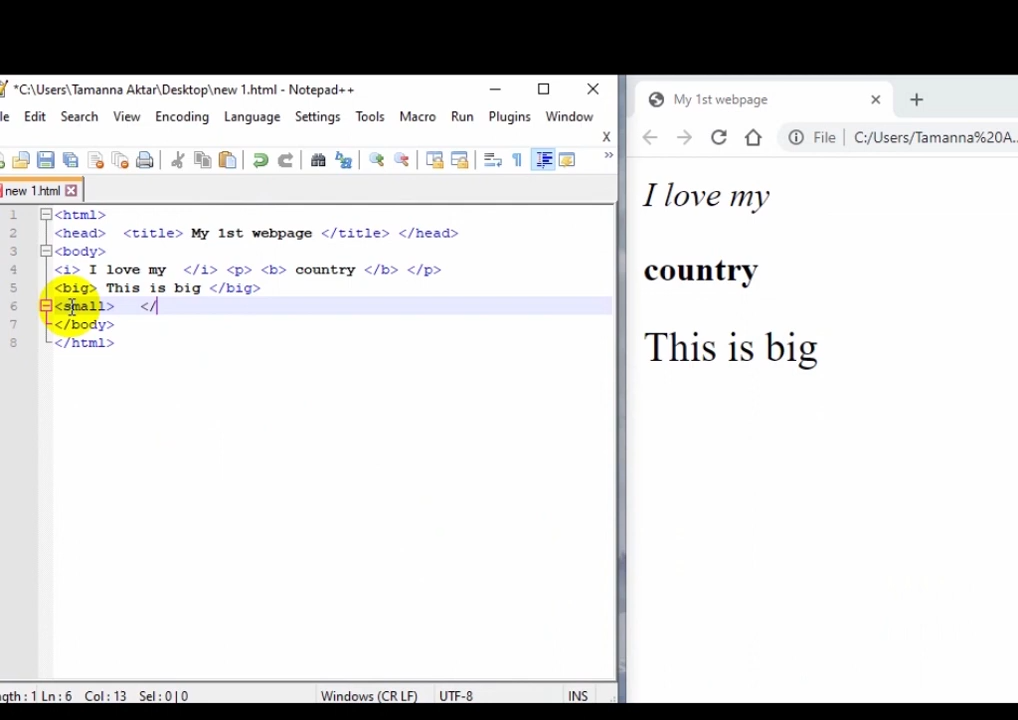 *C:\Users\Tamanna Aktar\Desktop\new 1.html - Notepad++
Edit Search View Encoding Language Settings Tools Macro Run Plugins Window
X
»
new 1.html
1 <html>
2 <head> <title> My 1st webpage </title> </head>
3 <body>
4 <i> I love my </i> <p> <b> country </b> </p>
5 <big> This is big </big>
6 <small> </
7 </body>
8 </html>
Ln : 6 Col : 13 Sel : 0 | 0 Windows (CR LF) UTF-8 INS
My 1st webpage
File C:/Users/Tamanna%20A...
I love my
country
This is big